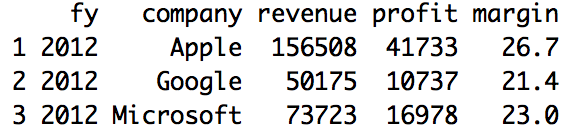 fy company revenue profit margin
1 2012 Apple 156508 41733 26.7
2 2012 Google 50175 10737 21.4
3 2012 Microsoft 73723 16978 23.0